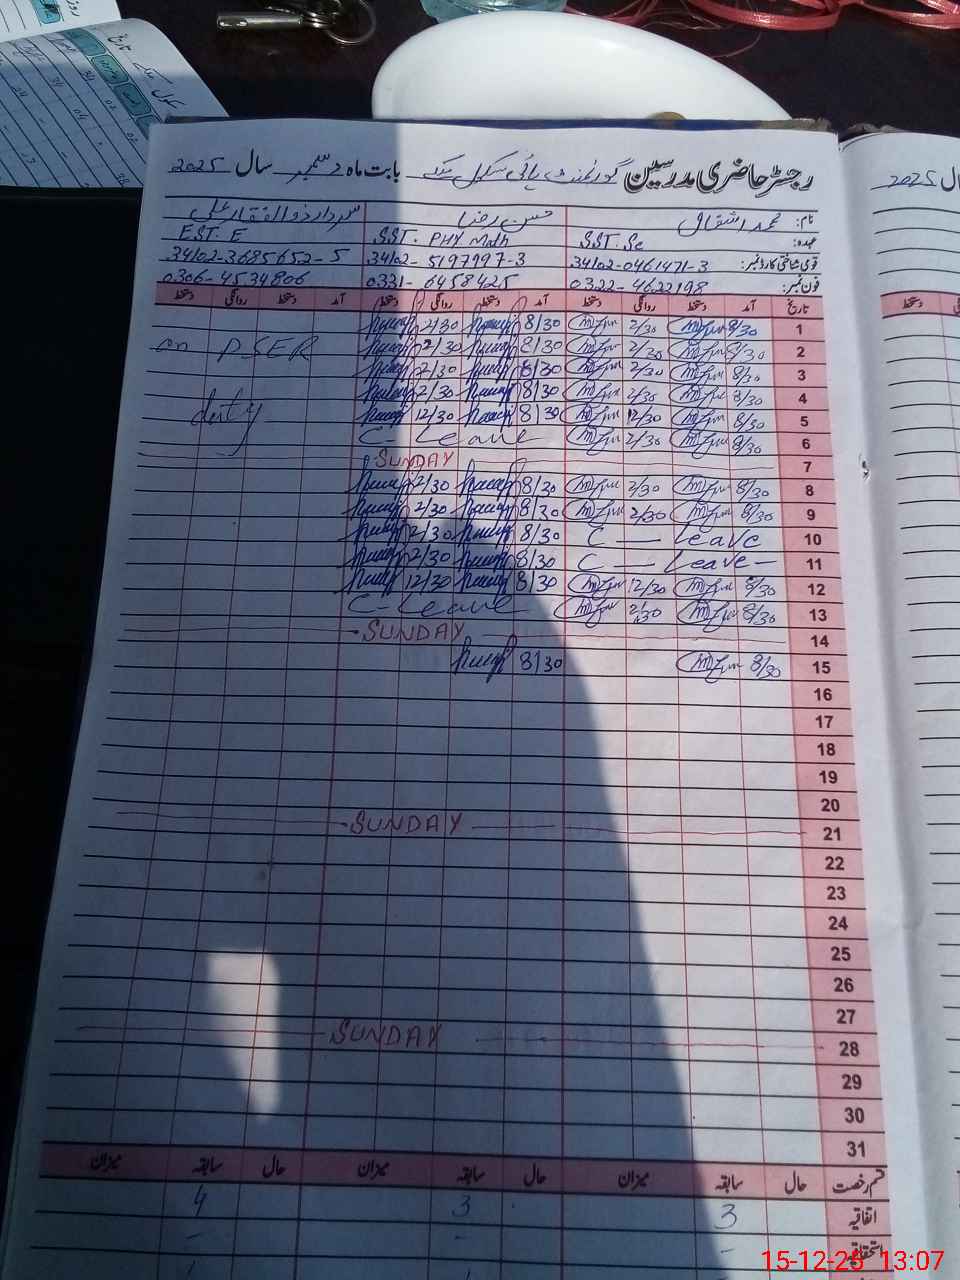 رجسٹر حاضری مدرسین گورنمنٹ ہائی سکول بابت ماہ دسمبر سال 2025
نام: محمد اشفاق حسن رضا سردار ذوالفقار علی
عہدہ: SST. Sc SST. PHY Math EST. E
قومی شناختی کارڈ نمبر: 34102-0461471-3 34102-5197997-3 34102-3685652-5
فون نمبر: 0322-4622198 0331-6458425 0306-4534806
تاریخ آمد دستخط روانگی دستخط آمد دستخط روانگی دستخط آمد دستخط روانگی دستخط
1 8/30 2/30 8/30 2/30
2 8/30 2/30 8/30 2/30 on PSER
3 8/30 2/30 8/30 2/30
4 8/30 2/30 8/30 2/30
5 8/30 12/30 8/30 12/30 duty
6 8/30 2/30 C-Leave
7 SUNDAY
8 8/30 2/30 8/30 2/30
9 8/30 2/30 8/30 2/30
10 C — Leave 8/30 2/30
11 C — Leave - 8/30 2/30
12 8/30 12/30 8/30 12/30
13 8/30 2/30 C-Leave
14 SUNDAY
15 8/30 8/30
16
17
18
19
20
21 SUNDAY
22
23
24
25
26
27
28 SUNDAY
29
30
31
قسم رخصت حال سابقہ میزان حال سابقہ میزان حال سابقہ میزان
اتفاقیہ 3 3 4
استحقاقیہ - - -
2025
15-12-25 13:07